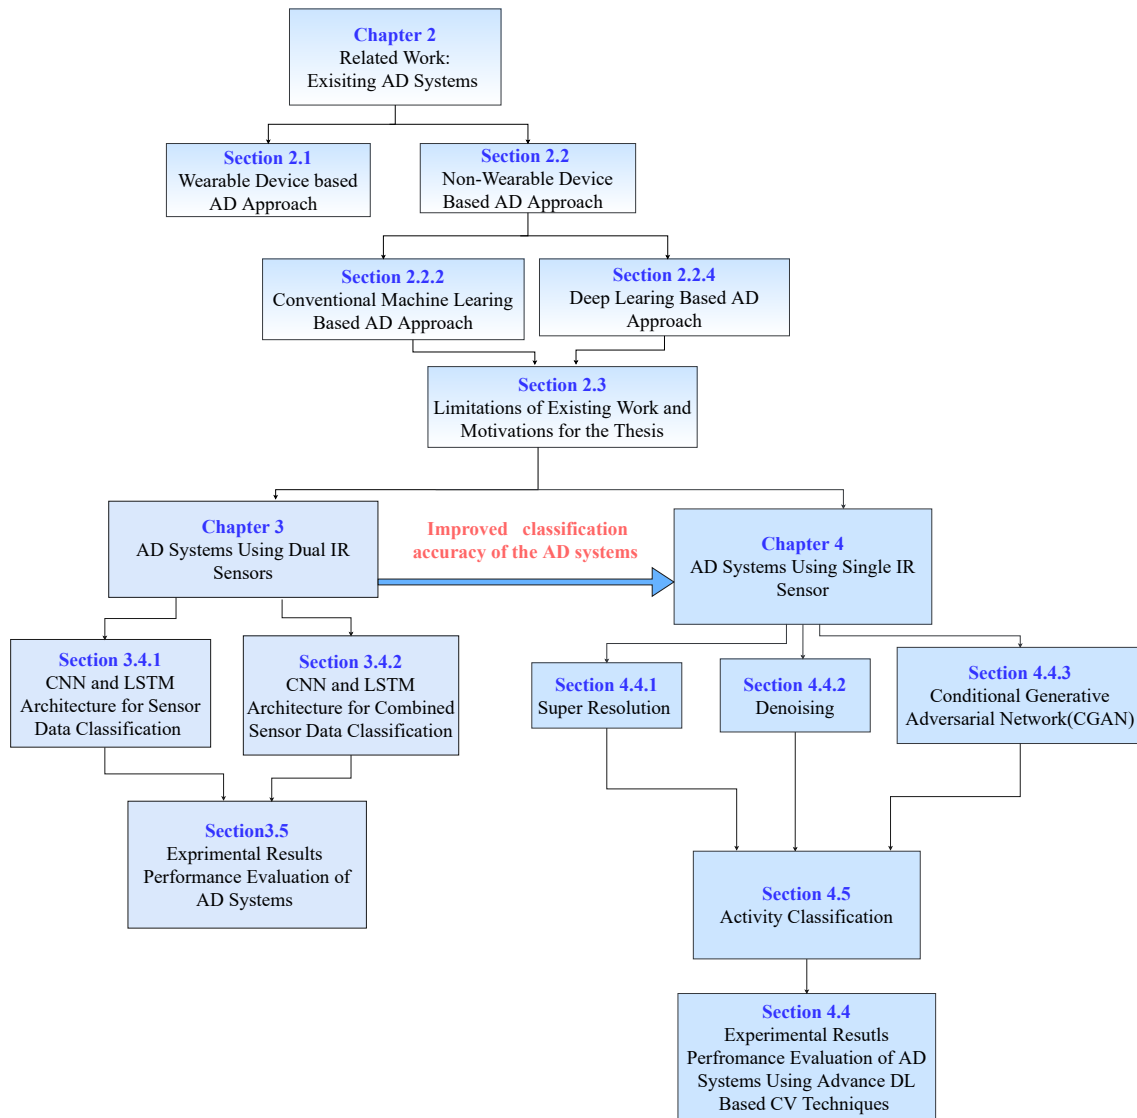 Chapter 2
Related Work:
Exisiting AD Systems
Section 2.1
Wearable Device based
AD Approach
Section 2.2
Non-Wearable Device
Based AD Approach
Section 2.2.2
Conventional Machine Learing
Based AD Approach
Section 2.2.4
Deep Learing Based AD
Approach
Section 2.3
Limitations of Existing Work and
Motivations for the Thesis
Chapter 3
AD Systems Using Dual IR
Sensors
Improved classification
accuracy of the AD systems
Chapter 4
AD Systems Using Single IR
Sensor
Section 3.4.1
CNN and LSTM
Architecture for Sensor
Data Classification
Section 3.4.2
CNN and LSTM
Architecture for Combined
Sensor Data Classification
Section 4.4.1
Super Resolution
Section 4.4.2
Denoising
Section 4.4.3
Conditional Generative
Adversarial Network(CGAN)
Section3.5
Exprimental Results
Performance Evaluation of
AD Systems
Section 4.5
Activity Classification
Section 4.4
Experimental Resutls
Perfromance Evaluation of AD
Systems Using Advance DL
Based CV Techniques